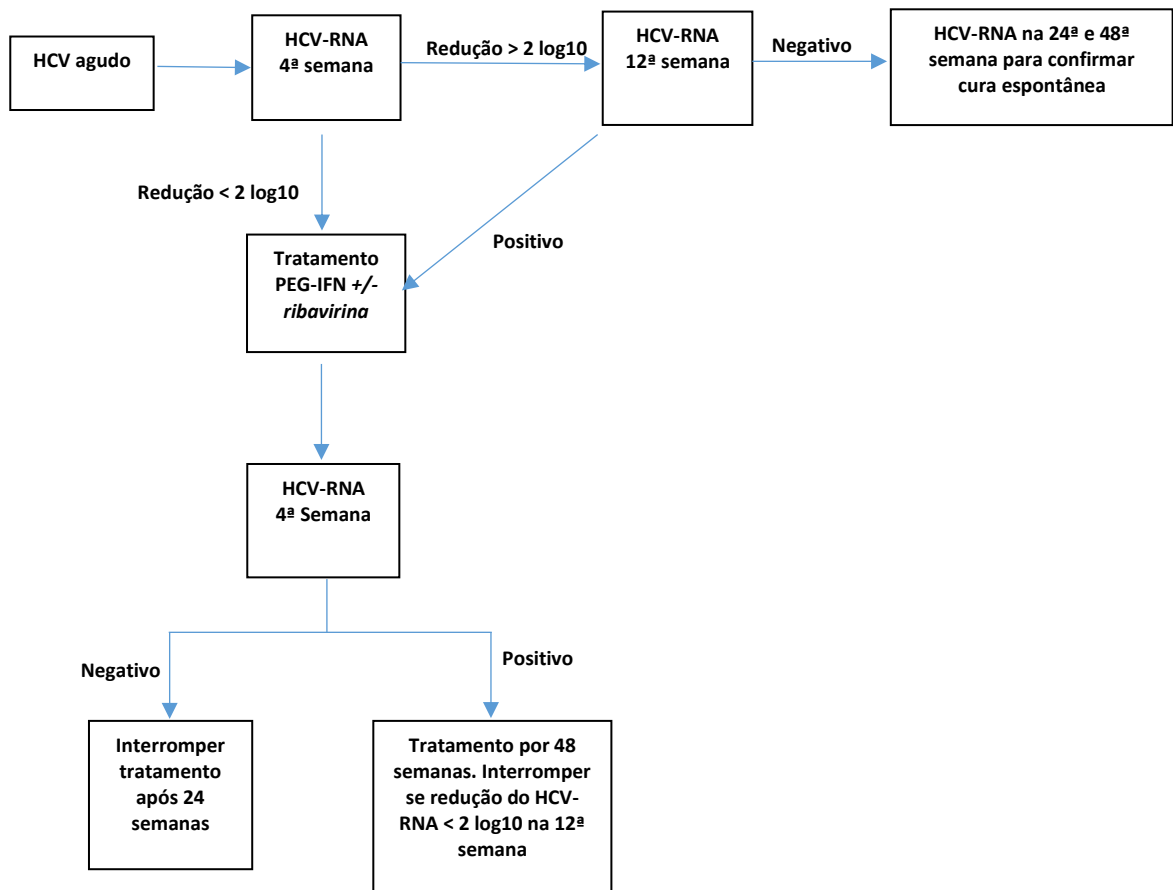 HCV agudo
HCV-RNA
4ª semana
Redução > 2 log10
HCV-RNA
12ª semana
Negativo
HCV-RNA na 24ª e 48ª
semana para confirmar
cura espontânea
Redução < 2 log10
Positivo
Tratamento
PEG-IFN +/-
ribavirina
HCV-RNA
4ª Semana
Negativo
Positivo
Interromper
tratamento
após 24
semanas
Tratamento por 48
semanas. Interromper
se redução do HCV-
RNA < 2 log10 na 12ª
semana